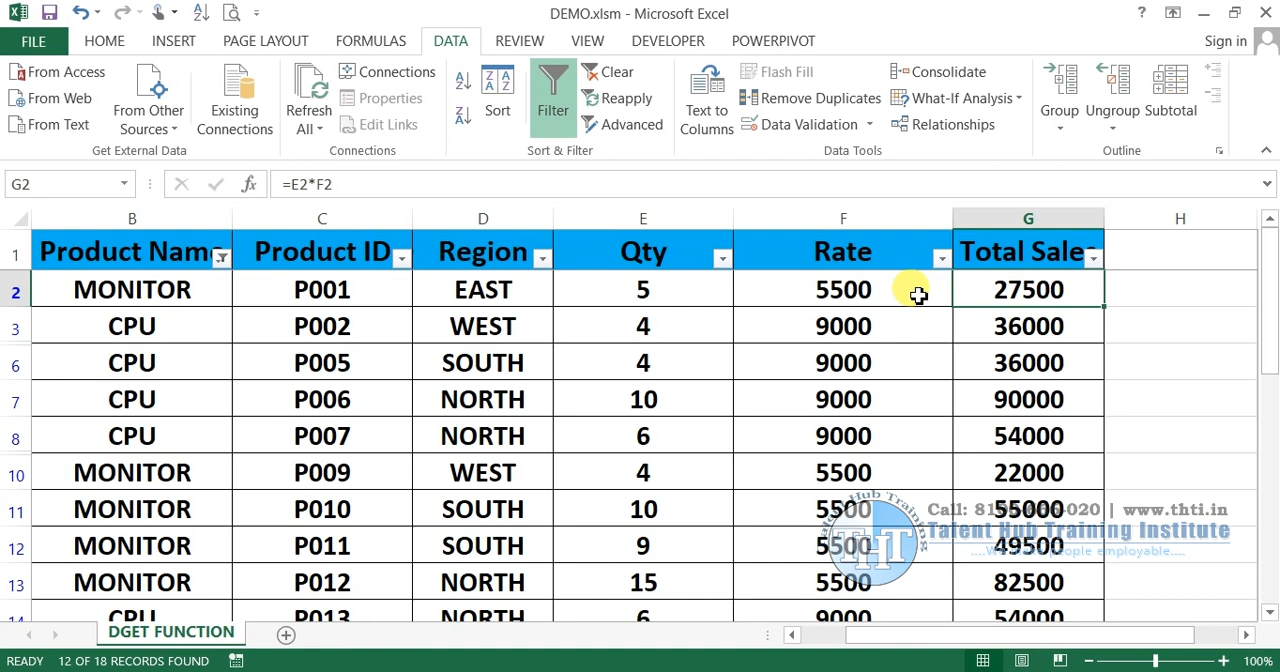 DEMO.xlsm - Microsoft Excel
FILE HOME INSERT PAGE LAYOUT FORMULAS DATA REVIEW VIEW DEVELOPER POWERPIVOT Sign in
From Access
From Web
From Text
From Other Sources
Existing Connections
Get External Data
Refresh All
Connections
Properties
Edit Links
Connections
Sort
Filter
Clear
Reapply
Advanced
Sort & Filter
Text to Columns
Flash Fill
Remove Duplicates
Data Validation
Consolidate
What-If Analysis
Relationships
Data Tools
Group
Ungroup
Subtotal
Outline
G2 fx =E2*F2
B C D E F G H
1 Product Name Product ID Region Qty Rate Total Sales
2 MONITOR P001 EAST 5 5500 27500
3 CPU P002 WEST 4 9000 36000
6 CPU P005 SOUTH 4 9000 36000
7 CPU P006 NORTH 10 9000 90000
8 CPU P007 NORTH 6 9000 54000
10 MONITOR P009 WEST 4 5500 22000
11 MONITOR P010 SOUTH 10 5500 55000
12 MONITOR P011 SOUTH 9 5500 49500
13 MONITOR P012 NORTH 15 5500 82500
14 CPU P013 NORTH 6 9000 54000
Talent Hub Training
THT
Call: | www.thti.in
Talent Hub Training Institute
....We make people employable....
DGET FUNCTION
READY 12 OF 18 RECORDS FOUND 100%